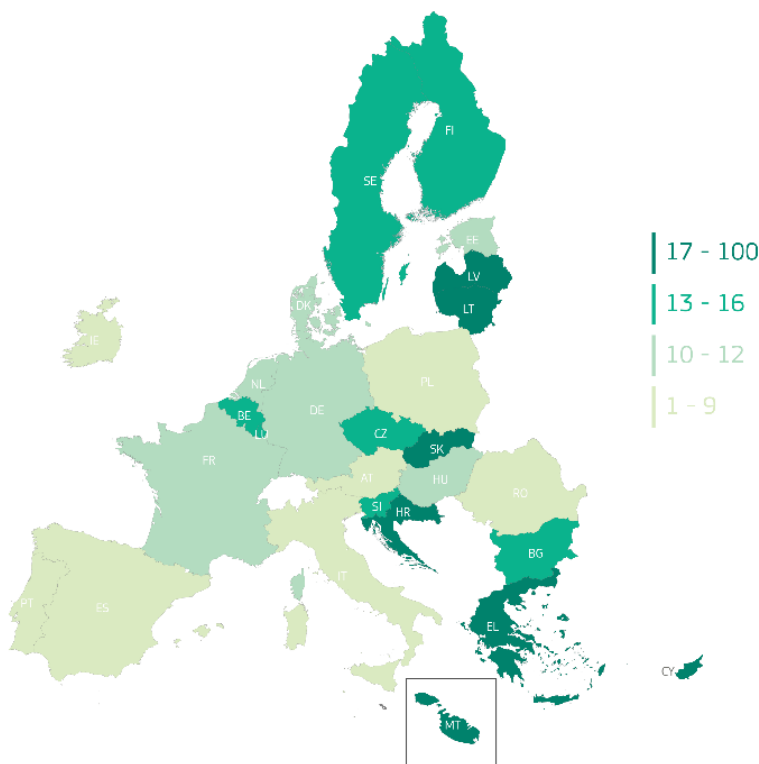 FI
SE
EE
LV
LT
DK
IE
NL
PL
DE
BE
LU
CZ
SK
FR
AT
HU
RO
SI
HR
BG
IT
PT
ES
EL
CY
MT
17 - 100
13 - 16
10 - 12
1 - 9